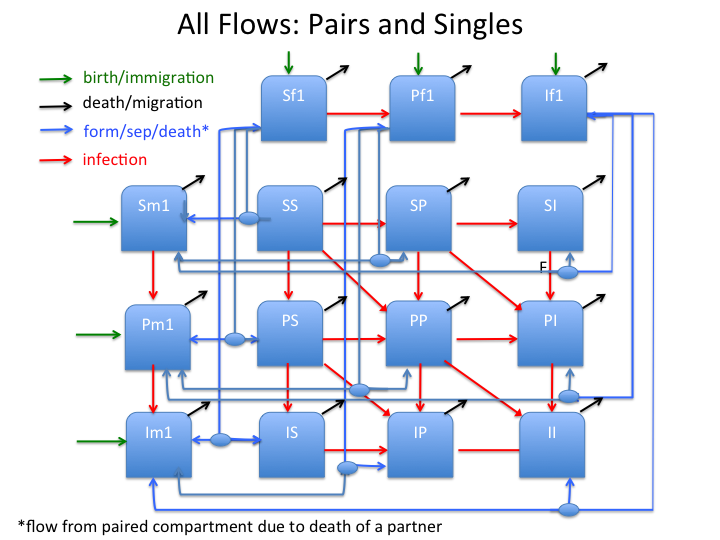 All Flows: Pairs and Singles
birth/immigration
death/migration
form/sep/death*
infection
Sf1 Pf1 If1
Sm1 SS SP SI
F
Pm1 PS PP PI
Im1 IS IP II
*flow from paired compartment due to death of a partner